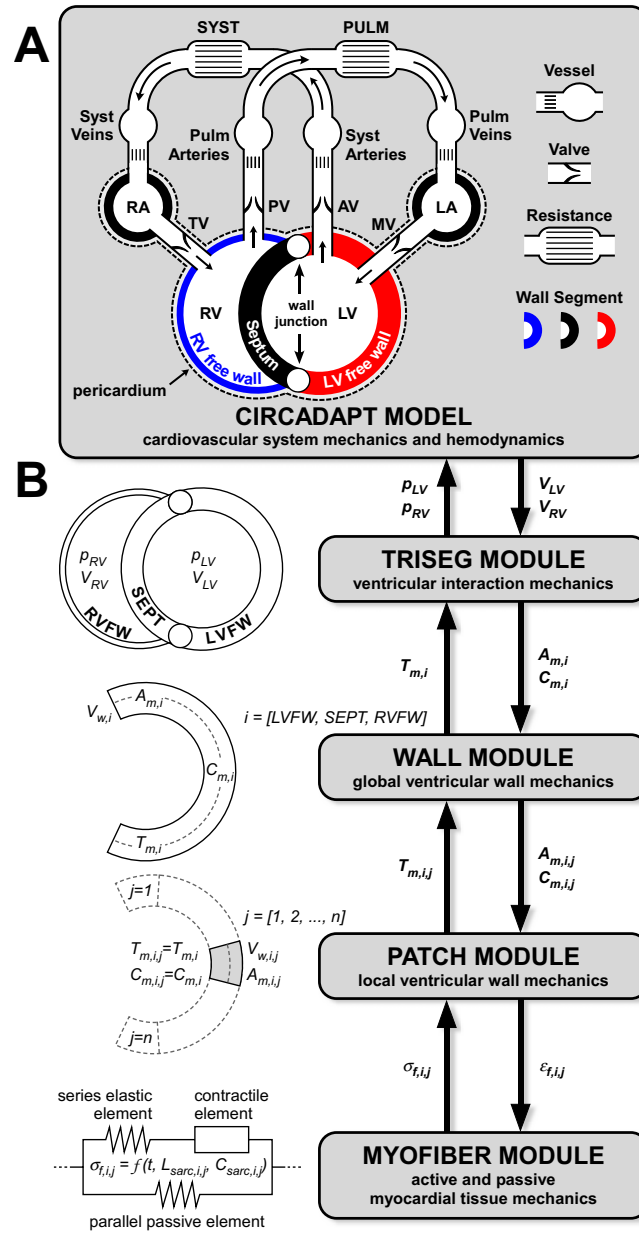 A
SYST
PULM
Syst
Veins
Pulm
Arteries
Syst
Arteries
Pulm
Veins
RA
LA
TV
PV
AV
MV
RV
LV
wall
junction
Septum
RV free wall
LV free wall
pericardium
Vessel
Valve
Resistance
Wall Segment
CIRCADAPT MODEL
cardiovascular system mechanics and hemodynamics
B
p_LV
p_RV
V_LV
V_RV
p_RV
V_RV
p_LV
V_LV
RVFW
SEPT
LVFW
TRISEG MODULE
ventricular interaction mechanics
T_m,i
A_m,i
C_m,i
V_w,i
A_m,i
C_m,i
T_m,i
i = [LVFW, SEPT, RVFW]
WALL MODULE
global ventricular wall mechanics
T_m,i,j
A_m,i,j
C_m,i,j
j=1
j = [1, 2, ..., n]
T_m,i,j=T_m,i
C_m,i,j=C_m,i
V_w,i,j
A_m,i,j
j=n
PATCH MODULE
local ventricular wall mechanics
σ_f,i,j
ε_f,i,j
series elastic
element
contractile
element
σ_f,i,j = f (t, L_sarc,i,j, C_sarc,i,j)
parallel passive element
MYOFIBER MODULE
active and passive
myocardial tissue mechanics